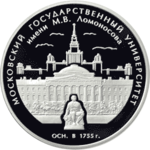 МОСКОВСКИЙ ГОСУДАРСТВЕННЫЙ УНИВЕРСИТЕТ
имени М.В. Ломоносова
ОСН. В 1755 г.